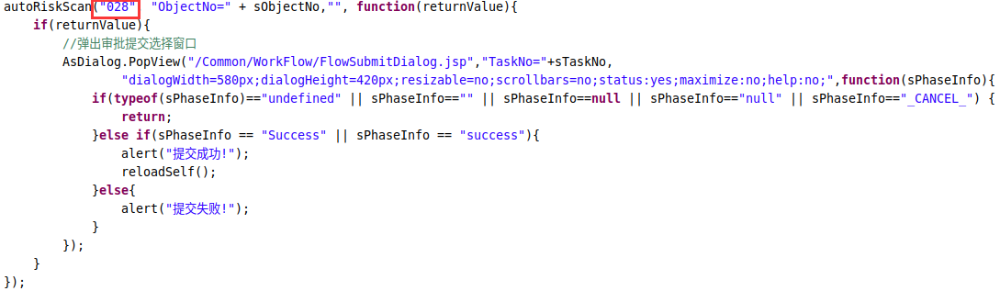 autoRiskScan("028" "ObjectNo=" + sObjectNo,"", function(returnValue){
if(returnValue){
//弹出审批提交选择窗口
AsDialog.PopView("/Common/WorkFlow/FlowSubmitDialog.jsp","TaskNo="+sTaskNo,
"dialogWidth=580px;dialogHeight=420px;resizable=no;scrollbars=no;status:yes;maximize:no;help:no;",function(sPhaseInfo){
if(typeof(sPhaseInfo)=="undefined" || sPhaseInfo=="" || sPhaseInfo==null || sPhaseInfo=="null" || sPhaseInfo=="_CANCEL_") {
return;
}else if(sPhaseInfo == "Success" || sPhaseInfo == "success"){
alert("提交成功!");
reloadSelf();
}else{
alert("提交失败!");
}
});
}
});